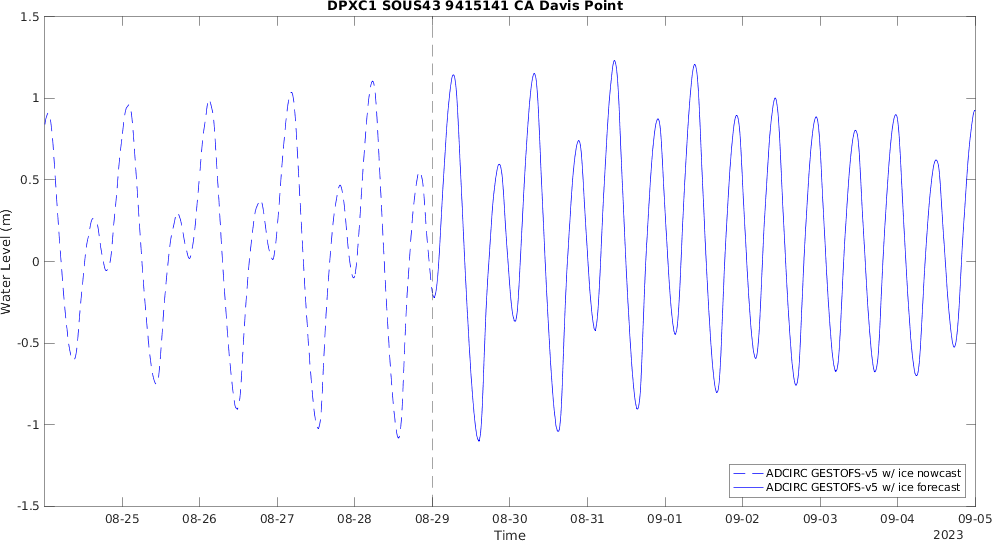 DPXC1 SOUS43 9415141 CA Davis Point
1.5
1
0.5
0
-0.5
-1
-1.5
Water Level (m)
08-25 08-26 08-27 08-28 08-29 08-30 08-31 09-01 09-02 09-03 09-04 09-05
Time
2023
ADCIRC GESTOFS-v5 w/ ice nowcast
ADCIRC GESTOFS-v5 w/ ice forecast